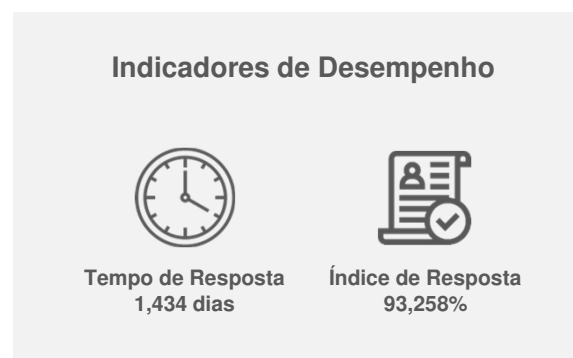 Indicadores de Desempenho
Tempo de Resposta
1,434 dias
Índice de Resposta
93,258%